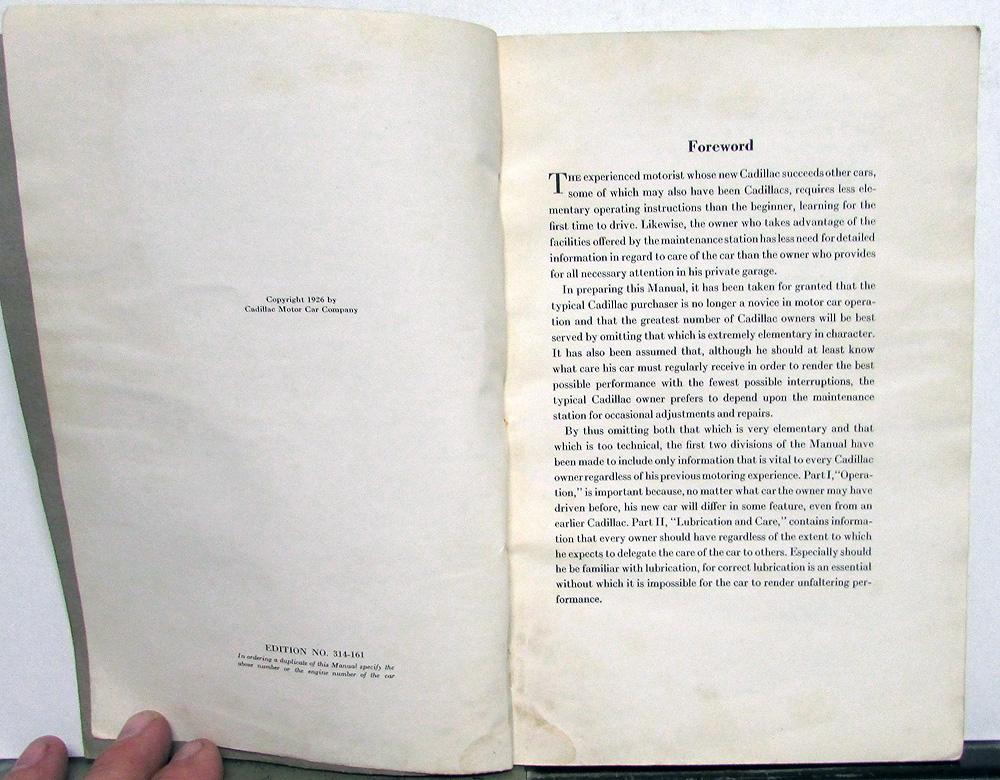 Copyright 1926 by
Cadillac Motor Car Company
EDITION NO. 314-161
In ordering a duplicate of this Manual specify the
above number or the engine number of the car
Foreword
THE experienced motorist whose new Cadillac succeeds other cars,
some of which may also have been Cadillacs, requires less ele-
mentary operating instructions than the beginner, learning for the
first time to drive. Likewise, the owner who takes advantage of the
facilities offered by the maintenance station has less need for detailed
information in regard to care of the car than the owner who provides
for all necessary attention in his private garage.
In preparing this Manual, it has been taken for granted that the
typical Cadillac purchaser is no longer a novice in motor car opera-
tion and that the greatest number of Cadillac owners will be best
served by omitting that which is extremely elementary in character.
It has also been assumed that, although he should at least know
what care his car must regularly receive in order to render the best
possible performance with the fewest possible interruptions, the
typical Cadillac owner prefers to depend upon the maintenance
station for occasional adjustments and repairs.
By thus omitting both that which is very elementary and that
which is too technical, the first two divisions of the Manual have
been made to include only information that is vital to every Cadillac
owner regardless of his previous motoring experience. Part I, "Opera-
tion," is important because, no matter what car the owner may have
driven before, his new car will differ in some feature, even from an
earlier Cadillac. Part II, "Lubrication and Care," contains informa-
tion that every owner should have regardless of the extent to which
he expects to delegate the care of the car to others. Especially should
he be familiar with lubrication, for correct lubrication is an essential
without which it is impossible for the car to render unfaltering per-
formance.